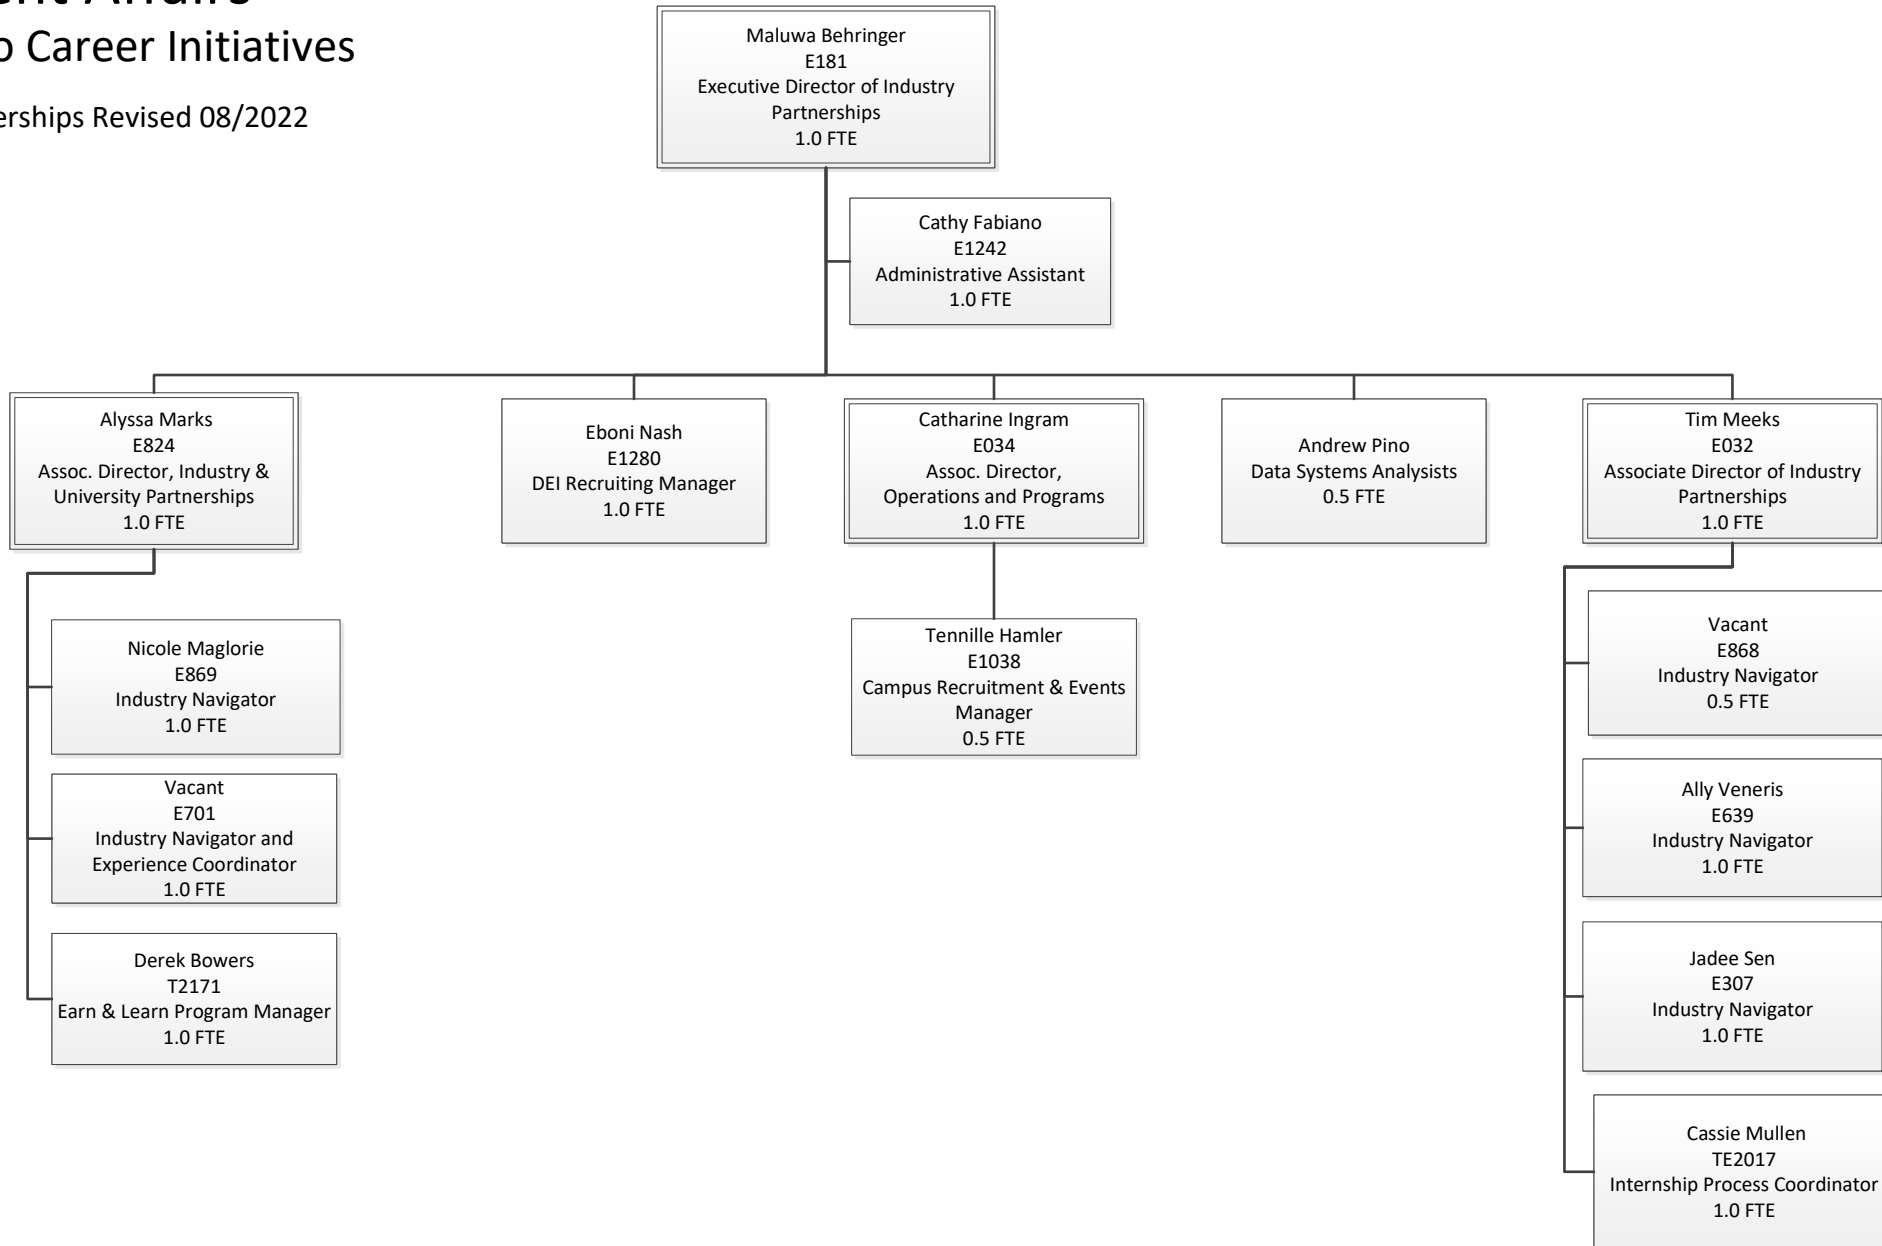 Career Initiatives
Revised 08/2022
Maluwa Behringer
E181
Executive Director of Industry
Partnerships
1.0 FTE
Cathy Fabiano
E1242
Administrative Assistant
1.0 FTE
Alyssa Marks
E824
Assoc. Director, Industry &
University Partnerships
1.0 FTE
Eboni Nash
E1280
DEI Recruiting Manager
1.0 FTE
Catharine Ingram
E034
Assoc. Director,
Operations and Programs
1.0 FTE
Andrew Pino
Data Systems Analysists
0.5 FTE
Tim Meeks
E032
Associate Director of Industry
Partnerships
1.0 FTE
Nicole Maglorie
E869
Industry Navigator
1.0 FTE
Vacant
E701
Industry Navigator and
Experience Coordinator
1.0 FTE
Derek Bowers
T2171
Earn & Learn Program Manager
1.0 FTE
Tennille Hamler
E1038
Campus Recruitment & Events
Manager
0.5 FTE
Vacant
E868
Industry Navigator
0.5 FTE
Ally Veneris
E639
Industry Navigator
1.0 FTE
Jadee Sen
E307
Industry Navigator
1.0 FTE
Cassie Mullen
TE2017
Internship Process Coordinator
1.0 FTE